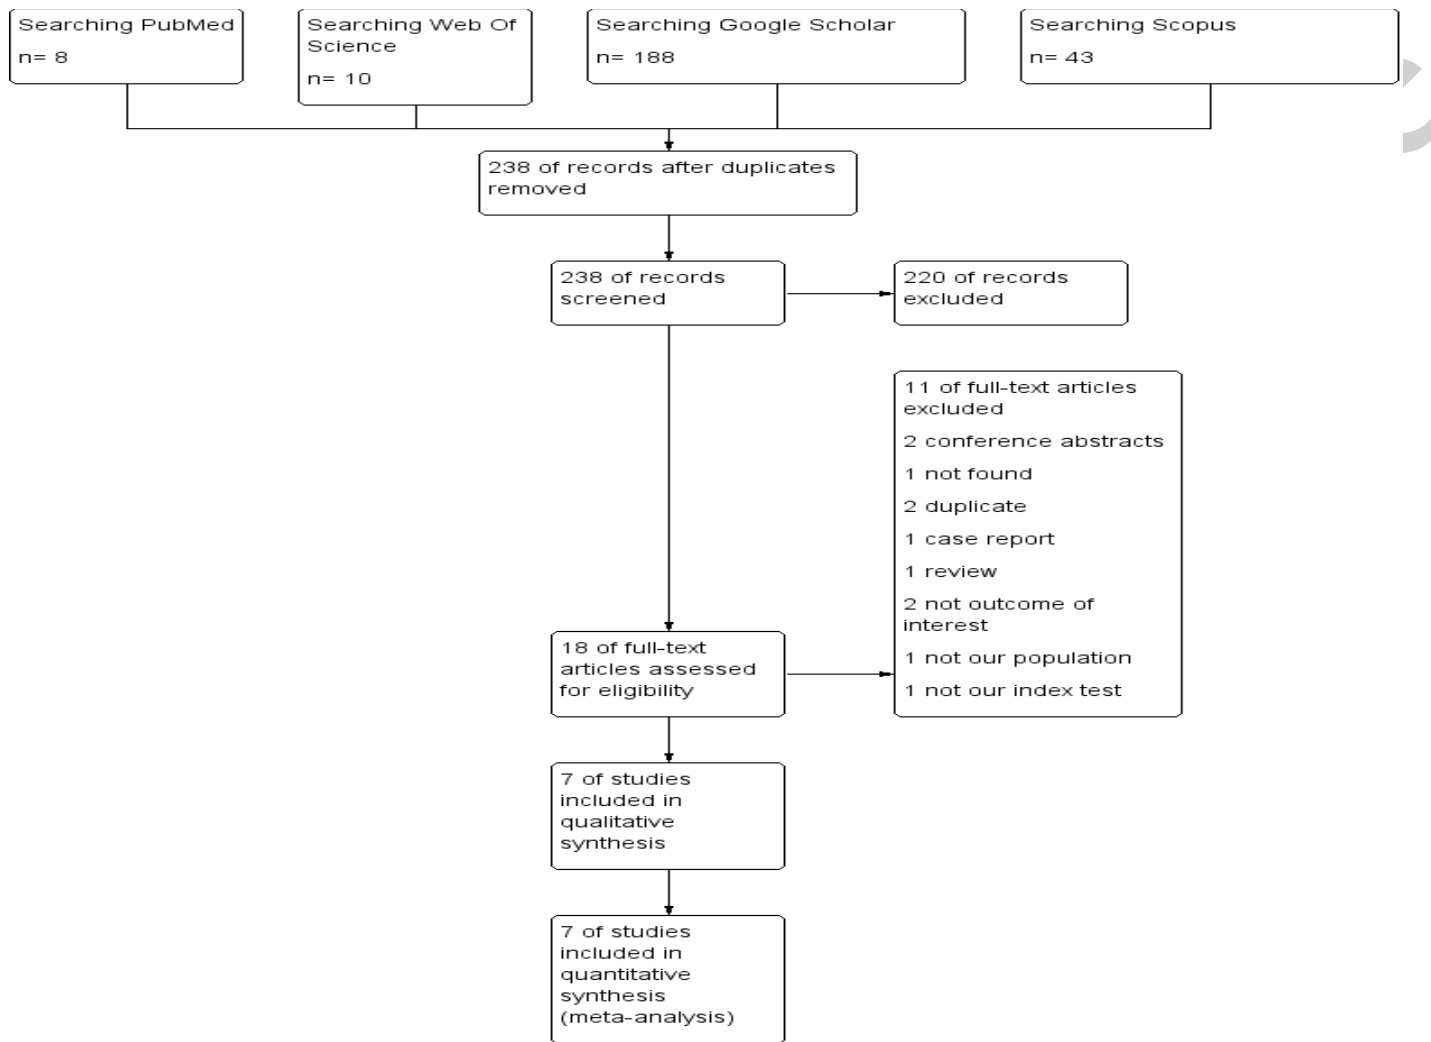 Searching PubMed
n= 8
Searching Web Of
Science
n= 10
Searching Google Scholar
n= 188
Searching Scopus
n= 43
238 of records after duplicates
removed
238 of records
screened
220 of records
excluded
11 of full-text articles
excluded
2 conference abstracts
1 not found
2 duplicate
1 case report
1 review
2 not outcome of
interest
1 not our population
1 not our index test
18 of full-text
articles assessed
for eligibility
7 of studies
included in
qualitative
synthesis
7 of studies
included in
quantitative
synthesis
(meta-analysis)